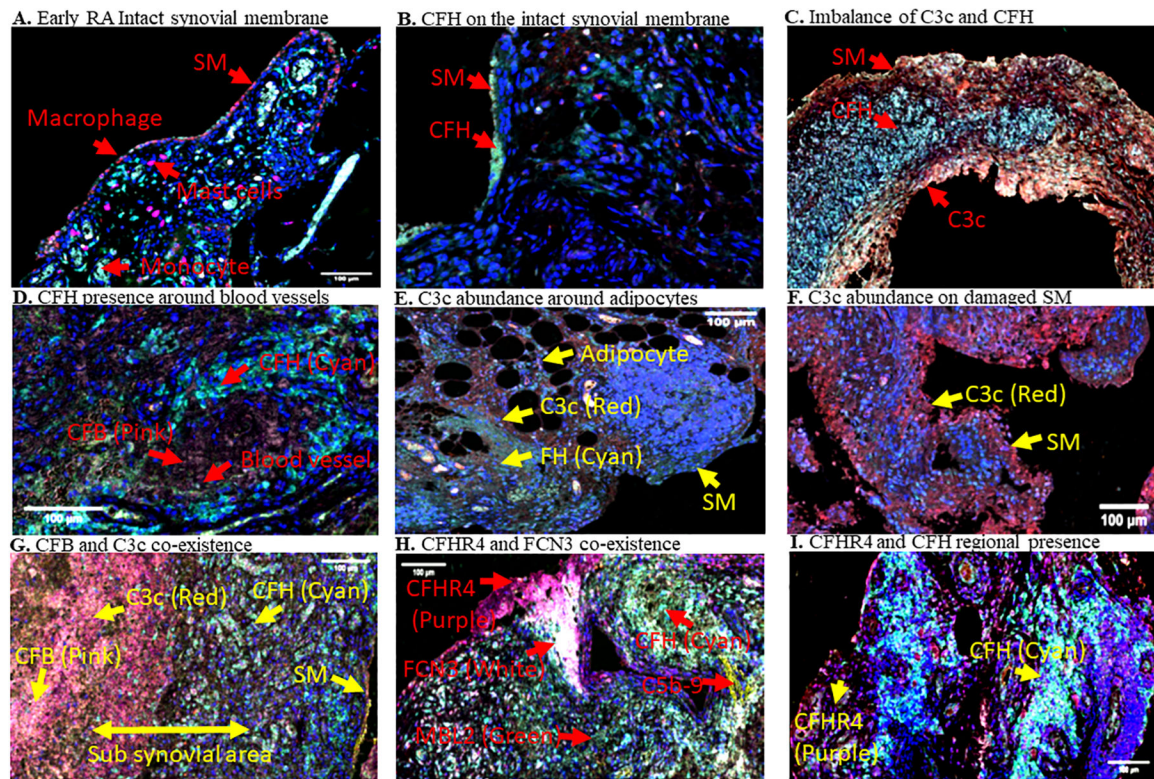 A. Early RA Intact synovial membrane
SM
Macrophage
Mast cells
Monocyte
100 µm
B. CFH on the intact synovial membrane
SM
CFH
C. Imbalance of C3c and CFH
SM
CFH
C3c
D. CFH presence around blood vessels
CFH (Cyan)
CFB (Pink)
Blood vessel
100 µm
E. C3c abundance around adipocytes
100 µm
Adipocyte
C3c (Red)
FH (Cyan)
SM
F. C3c abundance on damaged SM
C3c (Red)
SM
100 µm
G. CFB and C3c co-existence
100 µm
C3c (Red)
CFH (Cyan)
CFB (Pink)
SM
Sub synovial area
H. CFHR4 and FCN3 co-existence
100 µm
CFHR4
(Purple)
CFH (Cyan)
FCN3 (White)
C5b-9
MBL2 (Green)
I. CFHR4 and CFH regional presence
CFH (Cyan)
CFHR4
(Purple)